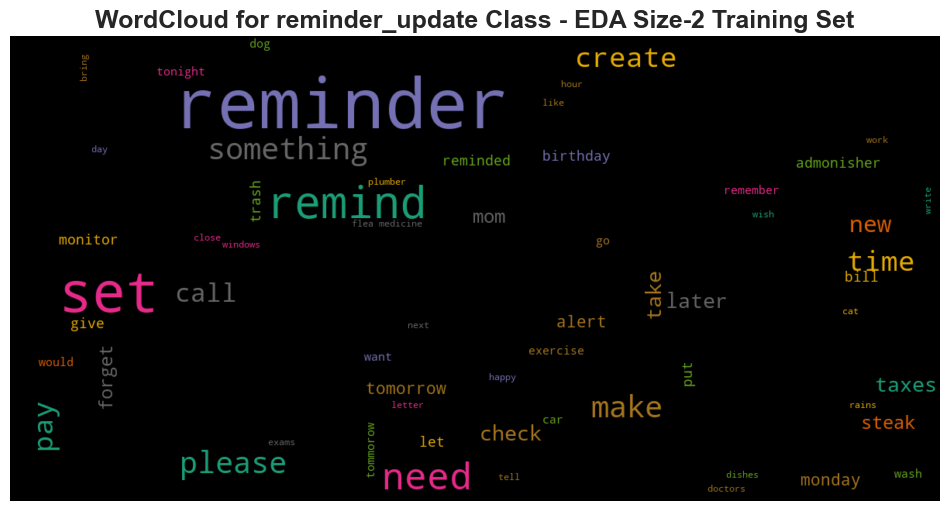 WordCloud for reminder_update Class - EDA Size-2 Training Set
dog
bring
tonight
create
hour
like
reminder
something
day
reminded
birthday
work
admonisher
plumber
trash
remind
flea medicine
mom
remember
wish
write
monitor
close
windows
go
new
time
bill
set
call
take
later
cat
give
next
alert
would
forget
want
exercise
happy
put
taxes
tomorrow
letter
make
rains
steak
pay
car
check
let
exams
tommorow
please
need
tell
dishes
doctors
monday
wash